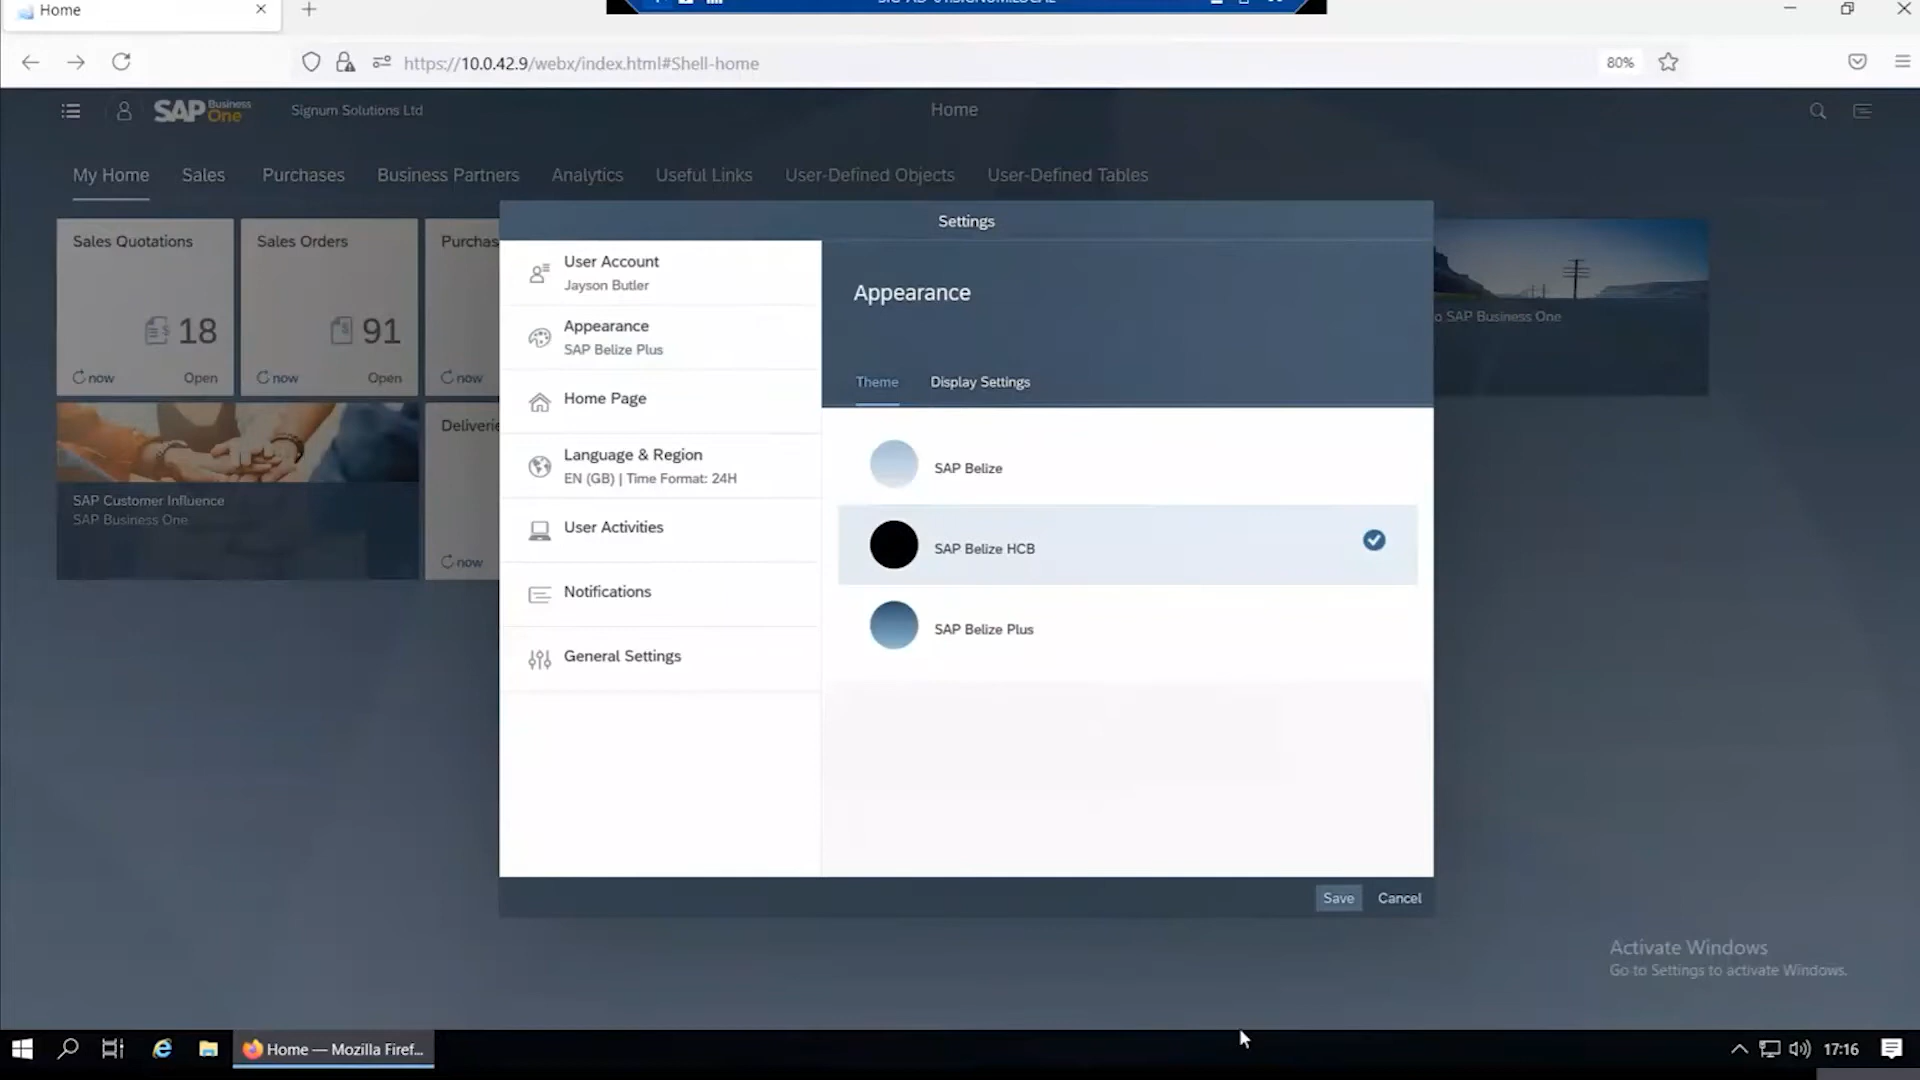 Home
https://10.0.42.9/webx/index.html#Shell-home
80%
SAP Business One
Signum Solutions Ltd
Home
My Home
Sales
Purchases
Business Partners
Analytics
Useful Links
User-Defined Objects
User-Defined Tables
Sales Quotations
18
now
Open
Sales Orders
91
now
Open
Purchas
now
SAP Customer Influence
SAP Business One
Deliverie
now
o SAP Business One
Settings
User Account
Jayson Butler
Appearance
SAP Belize Plus
Home Page
Language & Region
EN (GB) | Time Format: 24H
User Activities
Notifications
General Settings
Appearance
Theme
Display Settings
SAP Belize
SAP Belize HCB
SAP Belize Plus
Save
Cancel
Activate Windows
Go to Settings to activate Windows.
Home — Mozilla Firef...
17:16